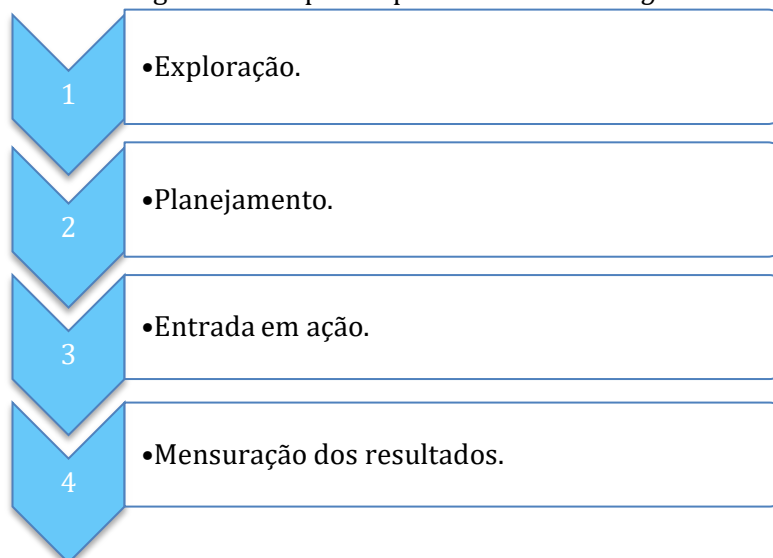 1
•Exploração.
2
•Planejamento.
3
•Entrada em ação.
4
•Mensuração dos resultados.